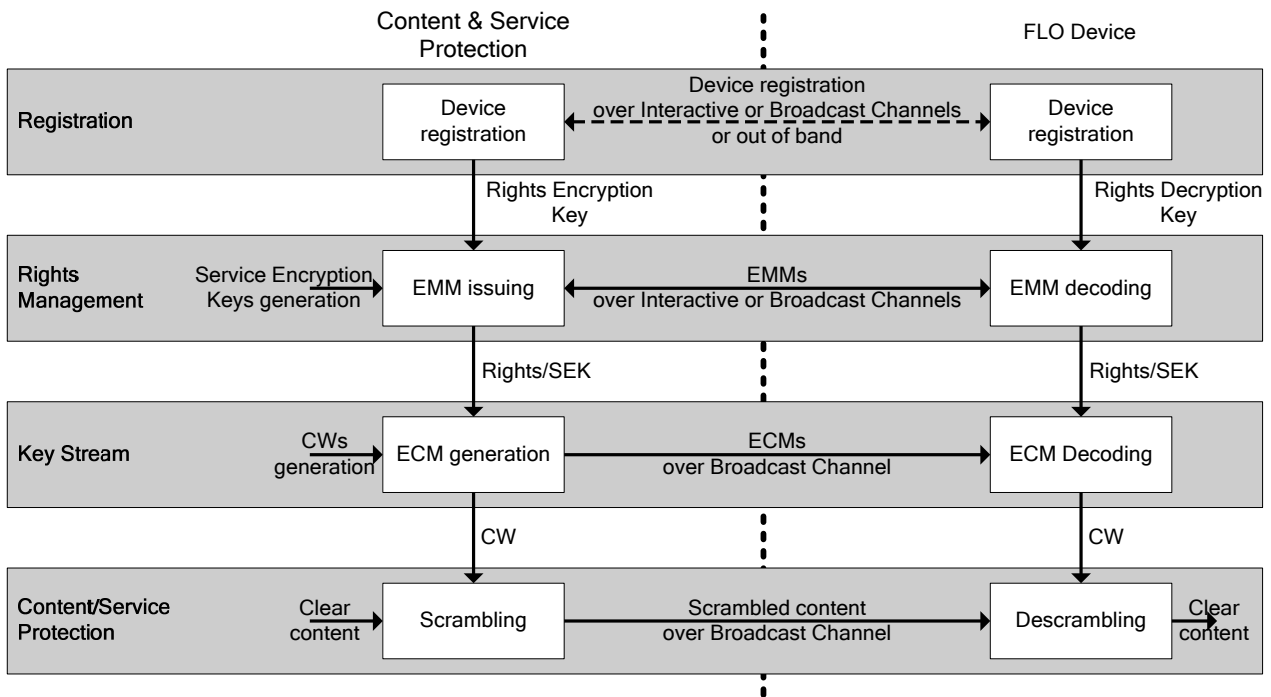 Content & Service
Protection
FLO Device
Registration
Device
registration
Device registration
over Interactive or Broadcast Channels
or out of band
Device
registration
Rights Encryption
Key
Rights Decryption
Key
Rights
Management
Service Encryption
Keys generation
EMM issuing
EMMs
over Interactive or Broadcast Channels
EMM decoding
Rights/SEK
Rights/SEK
Key Stream
CWs
generation
ECM generation
ECMs
over Broadcast Channel
ECM Decoding
CW
CW
Content/Service
Protection
Clear
content
Scrambling
Scrambled content
over Broadcast Channel
Descrambling
Clear
content